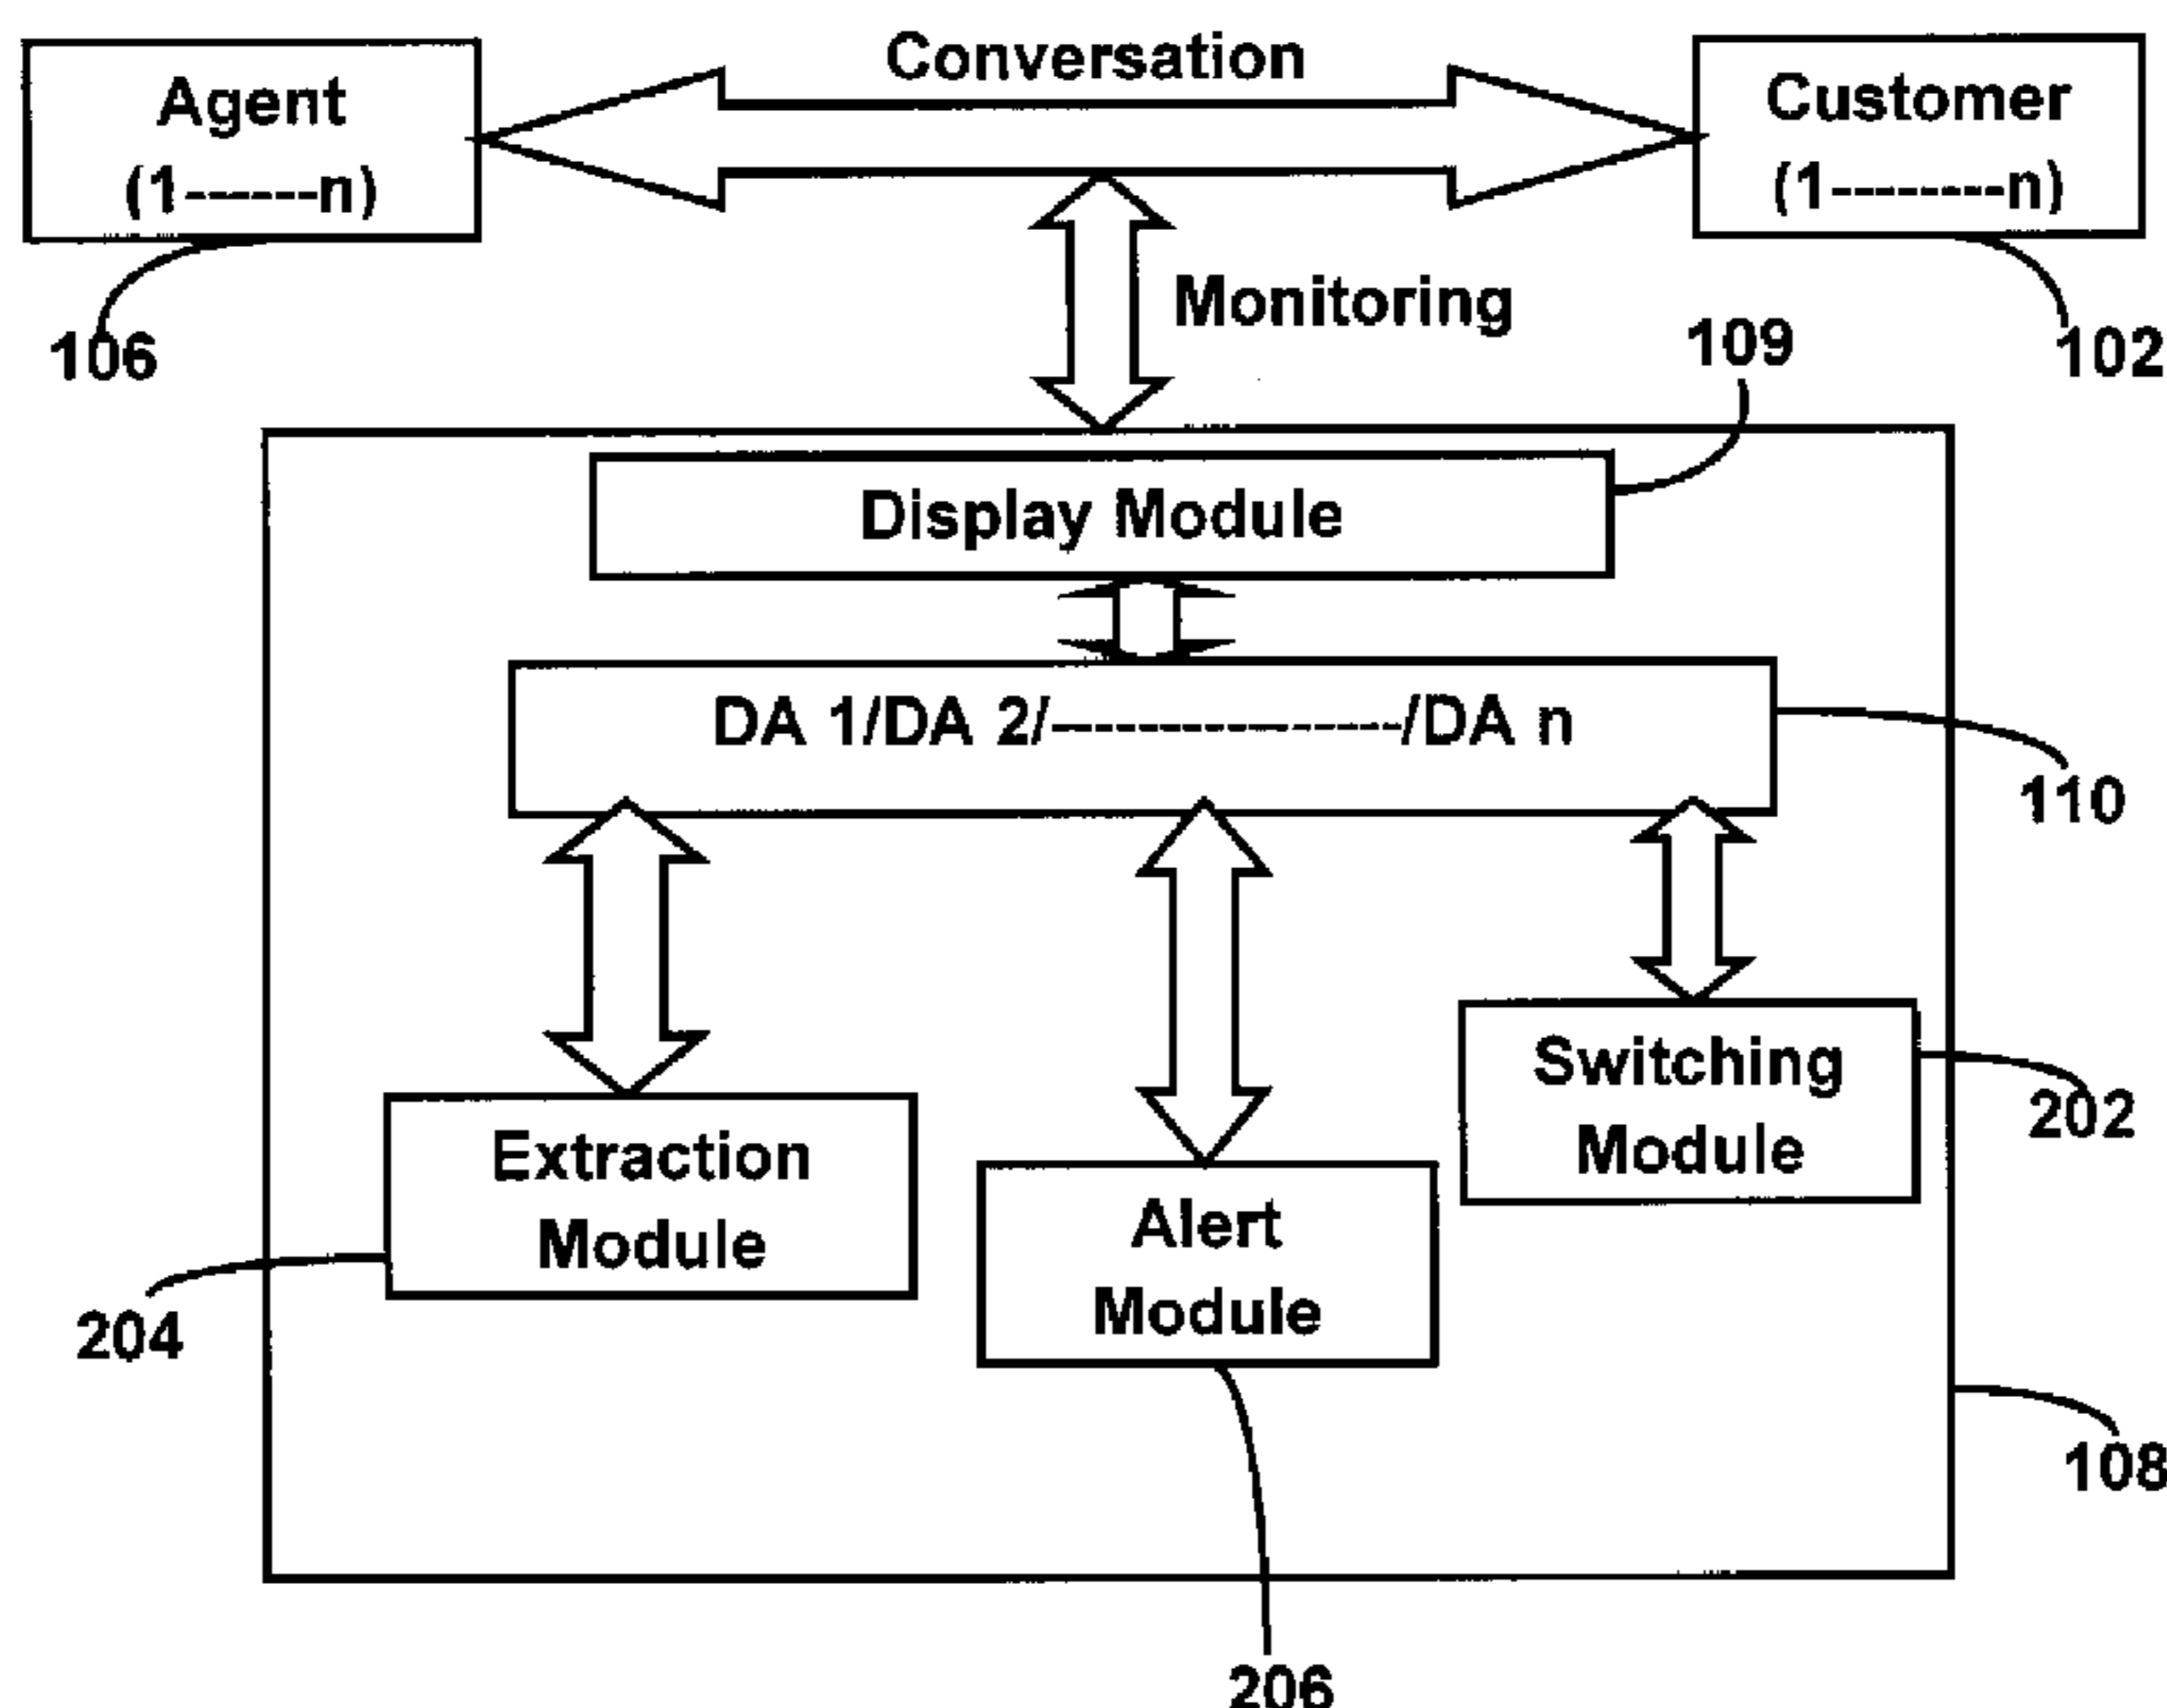 Conversation
Agent
(1------n)
Customer
(1--------n)
Monitoring
106
109
102
Display Module
DA 1/DA 2/-----------------/DA n
110
Switching
Module
202
Extraction
Module
Alert
Module
204
108
206